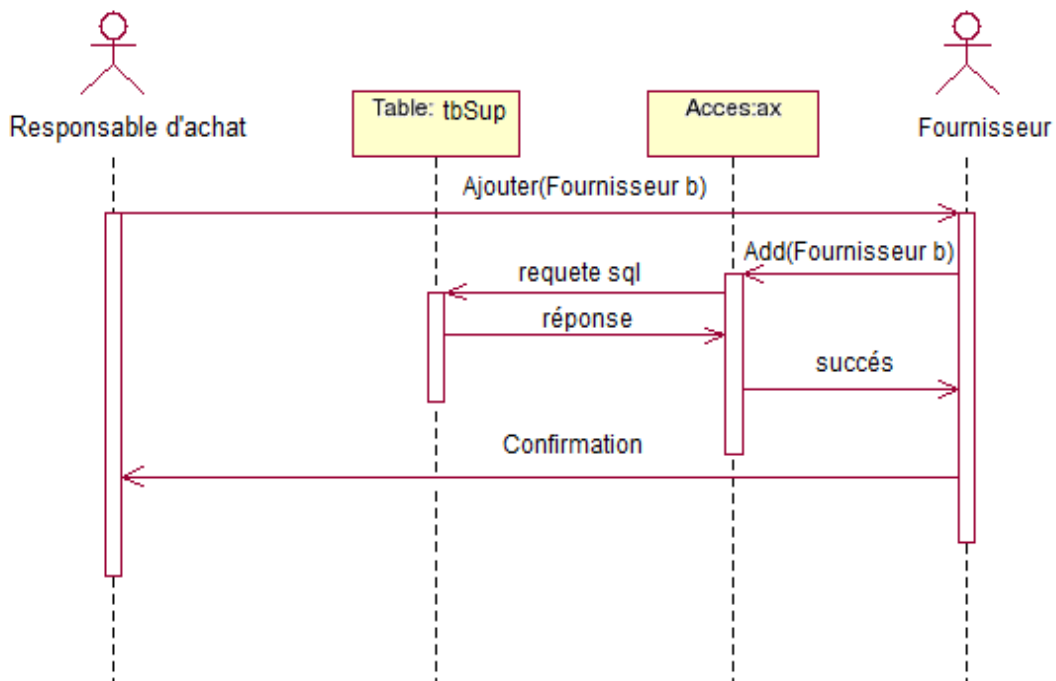 Responsable d'achat
Table: tbSup
Acces:ax
Fournisseur
Ajouter(Fournisseur b)
Add(Fournisseur b)
requete sql
réponse
succés
Confirmation